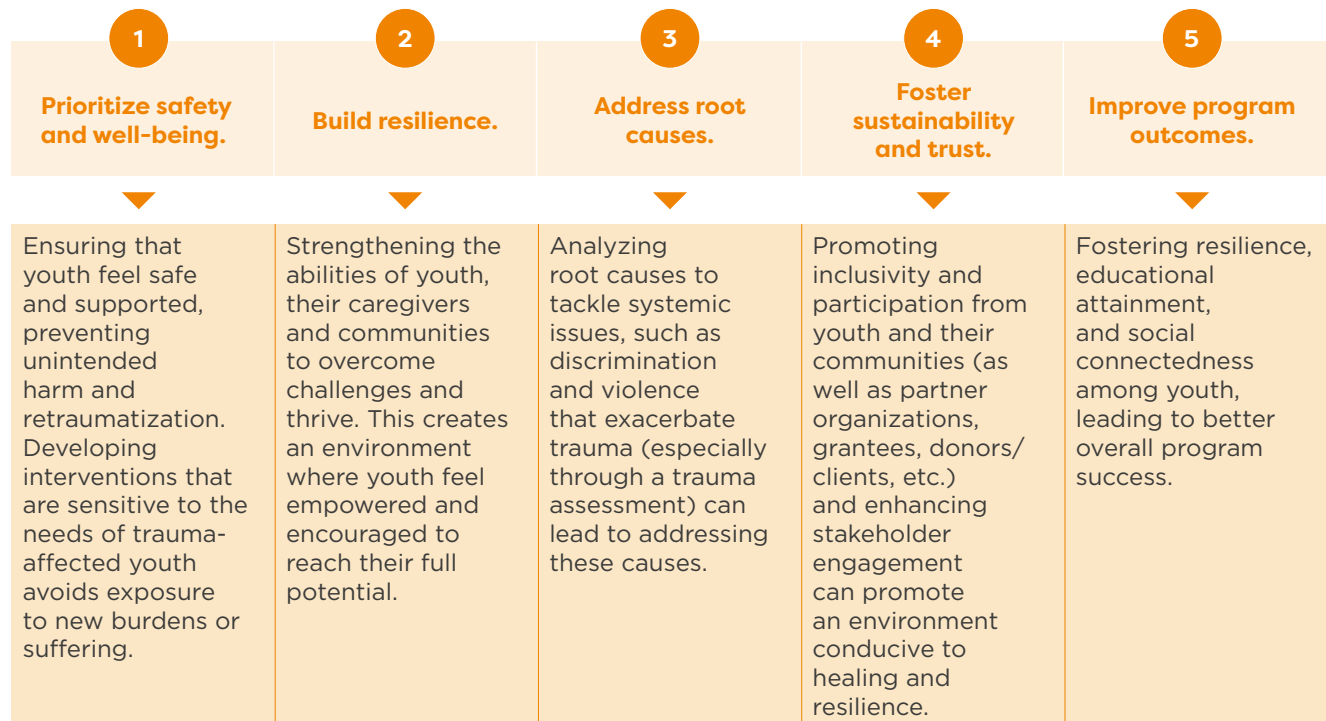 1
Prioritize safety
and well-being.
Ensuring that
youth feel safe
and supported,
preventing
unintended
harm and
retraumatization.
Developing
interventions that
are sensitive to the
needs of trauma-
affected youth
avoids exposure
to new burdens or
suffering.
2
Build resilience.
Strengthening the
abilities of youth,
their caregivers
and communities
to overcome
challenges and
thrive. This creates
an environment
where youth feel
empowered and
encouraged to
reach their full
potential.
3
Address root
causes.
Analyzing
root causes to
tackle systemic
issues, such as
discrimination
and violence
that exacerbate
trauma (especially
through a trauma
assessment) can
lead to addressing
these causes.
4
Foster
sustainability
and trust.
Promoting
inclusivity and
participation from
youth and their
communities (as
well as partner
organizations,
grantees, donors/
clients, etc.)
and enhancing
stakeholder
engagement
can promote
an environment
conducive to
healing and
resilience.
5
Improve program
outcomes.
Fostering resilience,
educational
attainment,
and social
connectedness
among youth,
leading to better
overall program
success.